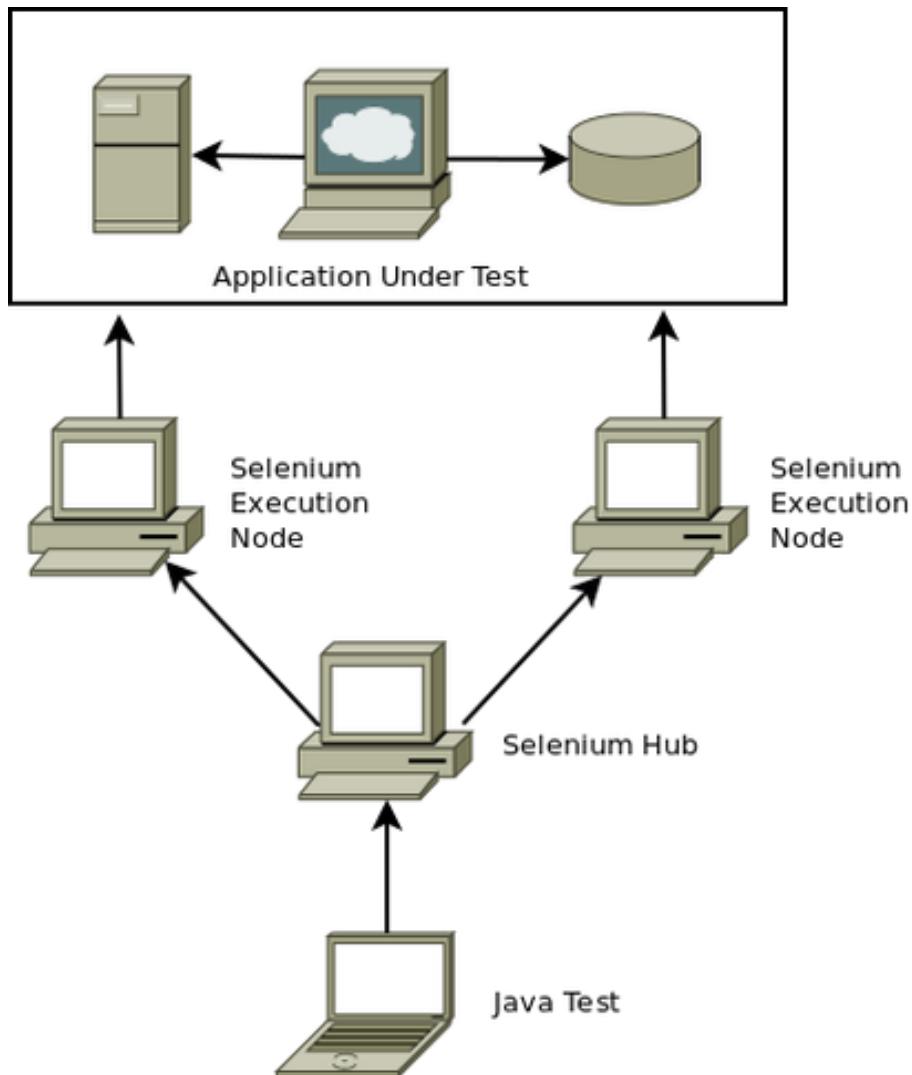 Application Under Test
Selenium
Execution
Node
Selenium
Execution
Node
Selenium Hub
Java Test